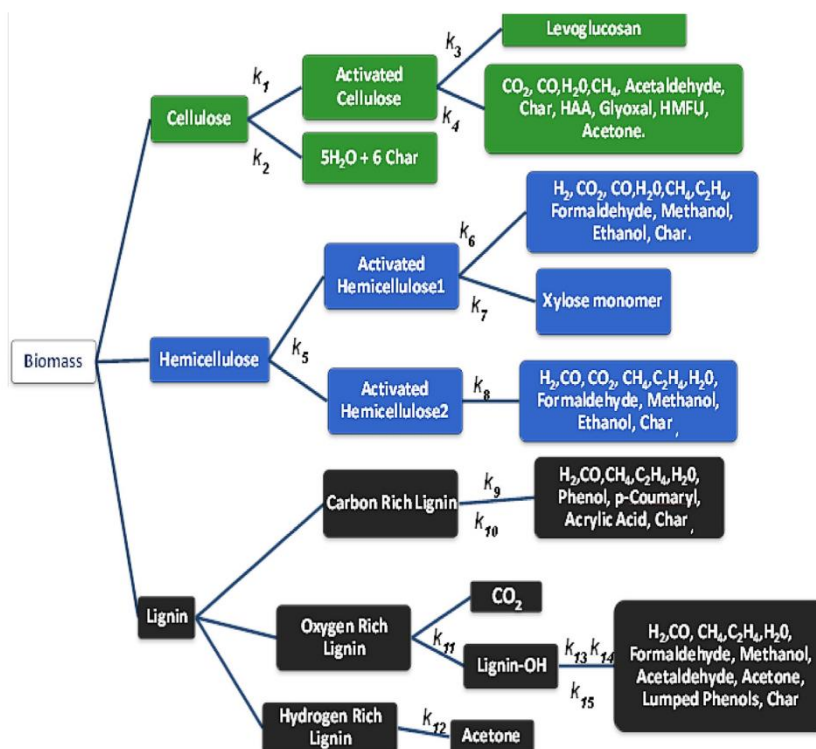 Levoglucosan
k3
k1
Activated
Cellulose
CO2, CO,H20,CH4, Acetaldehyde,
Char, HAA, Glyoxal, HMFU,
Acetone.
k4
Cellulose
k2
5H2O + 6 Char
H2, CO2, CO,H20,CH4,C2H4,
Formaldehyde, Methanol,
Ethanol, Char.
k6
Activated
Hemicellulose1
k7
Xylose monomer
Biomass
Hemicellulose
k5
Activated
Hemicellulose2
k8
H2,CO, CO2, CH4,C2H4,H20,
Formaldehyde, Methanol,
Ethanol, Char ,
Carbon Rich Lignin
k9
k10
H2,CO,CH4,C2H4,H20,
Phenol, p-Coumaryl,
Acrylic Acid, Char ,
Lignin
Oxygen Rich
Lignin
CO2
k11
Lignin-OH
k13 k14
k15
H2,CO, CH4,C2H4,H20,
Formaldehyde, Methanol,
Acetaldehyde, Acetone,
Lumped Phenols, Char
Hydrogen Rich
Lignin
k12
Acetone